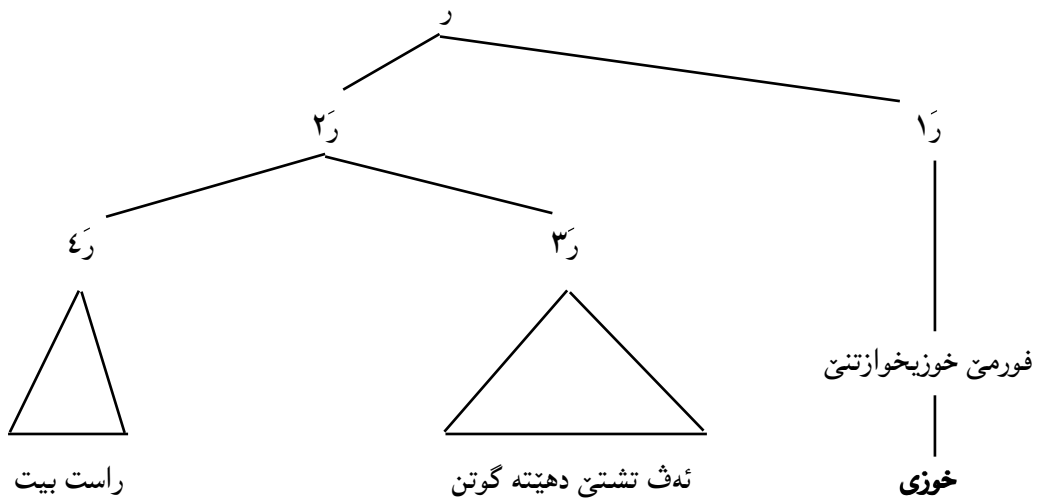 ر
رَ١ رَ٢
رَ٣ رَ٤
فورمێ خوزیخوازتنێ
خوزی ئەڤ تشتێ دهێتە گوتن راست بیت